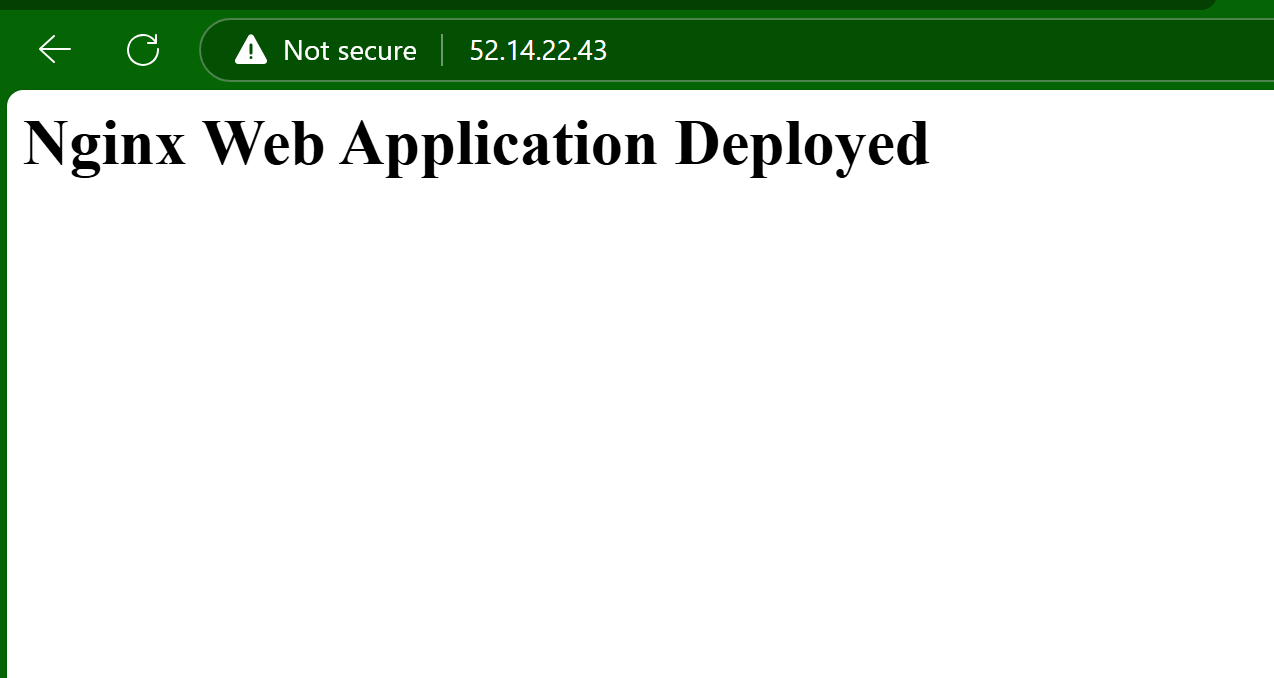 Not secure 52.14.22.43
Nginx Web Application Deployed